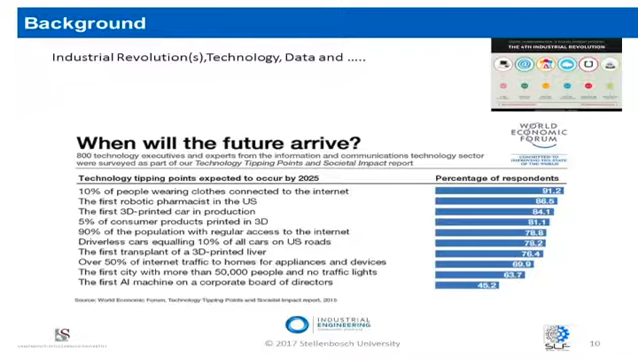 Background
Industrial Revolution(s),Technology, Data and .....
THE 4TH INDUSTRIAL REVOLUTION
WORLD
ECONOMIC
FORUM
When will the future arrive?
800 technology executives and experts from the information and communications technology sector
were surveyed as part of our Technology Tipping Points and Societal Impact report
Technology tipping points expected to occur by 2025 Percentage of respondents
10% of people wearing clothes connected to the internet 91.2
The first robotic pharmacist in the US 86.5
The first 3D-printed car in production 84.1
5% of consumer products printed in 3D 81.1
90% of the population with regular access to the internet 78.8
Driverless cars equalling 10% of all cars on US roads 78.2
The first transplant of a 3D-printed liver 76.4
Over 50% of internet traffic to homes for appliances and devices 69.9
The first city with more than 50,000 people and no traffic lights 63.7
The first AI machine on a corporate board of directors 45.2
Source: World Economic Forum, Technology Tipping Points and Societal Impact report, 2015
INDUSTRIAL
ENGINEERING
© 2017 Stellenbosch University
SLF
10